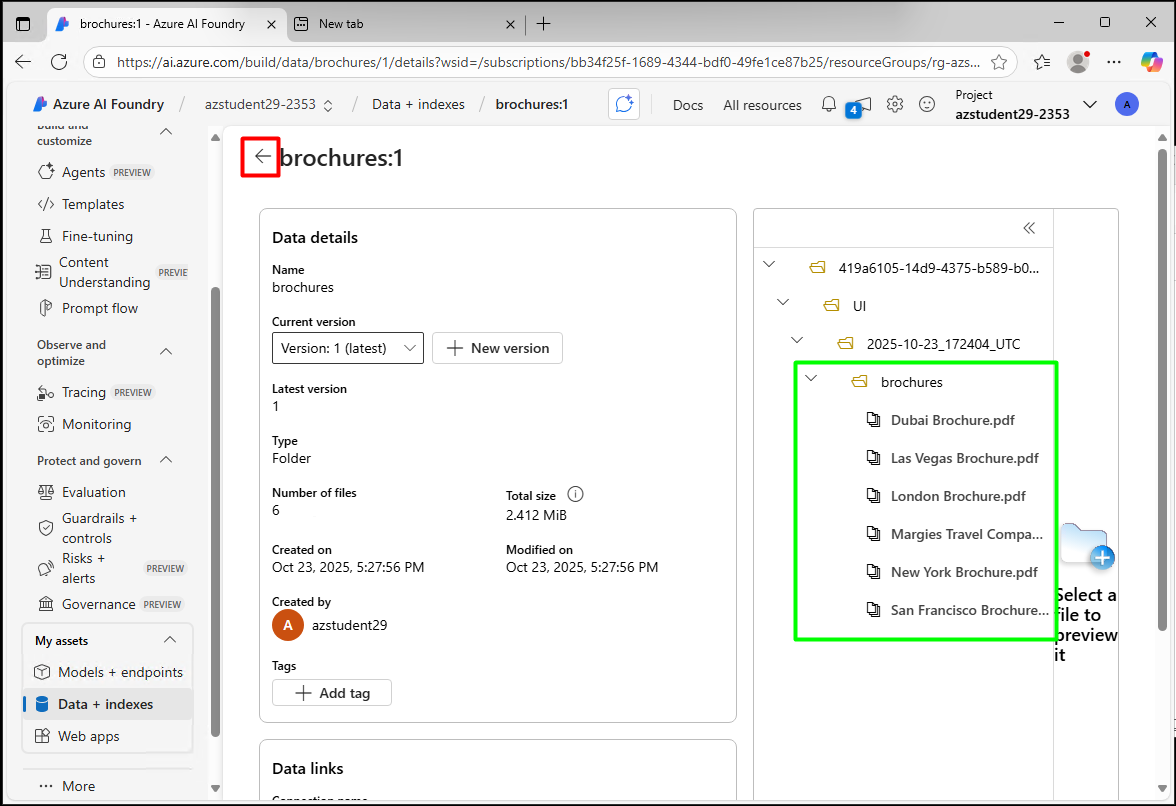 brochures:1 - Azure AI Foundry
New tab
https://ai.azure.com/build/data/brochures/1/details?wsid=/subscriptions/bb34f25f-1689-4344-bdf0-49fe1ce87b25/resourceGroups/rg-azs...
Azure AI Foundry / azstudent29-2353 / Data + indexes / brochures:1
Docs
All resources
4
Project
azstudent29-2353
A
Build and
customize
Agents PREVIEW
Templates
Fine-tuning
Content
Understanding PREVIE
Prompt flow
Observe and
optimize
Tracing PREVIEW
Monitoring
Protect and govern
Evaluation
Guardrails +
controls
Risks +
alerts PREVIEW
Governance PREVIEW
My assets
Models + endpoints
Data + indexes
Web apps
... More
brochures:1
Data details
Name
brochures
Current version
Version: 1 (latest)
New version
Latest version
1
Type
Folder
Number of files
6
Total size
2.412 MiB
Created on
Oct 23, 2025, 5:27:56 PM
Modified on
Oct 23, 2025, 5:27:56 PM
Created by
A azstudent29
Tags
Add tag
Data links
Connection name
419a6105-14d9-4375-b589-b0...
UI
2025-10-23_172404_UTC
brochures
Dubai Brochure.pdf
Las Vegas Brochure.pdf
London Brochure.pdf
Margies Travel Compa...
New York Brochure.pdf
San Francisco Brochure...
Select a
file to
preview
it